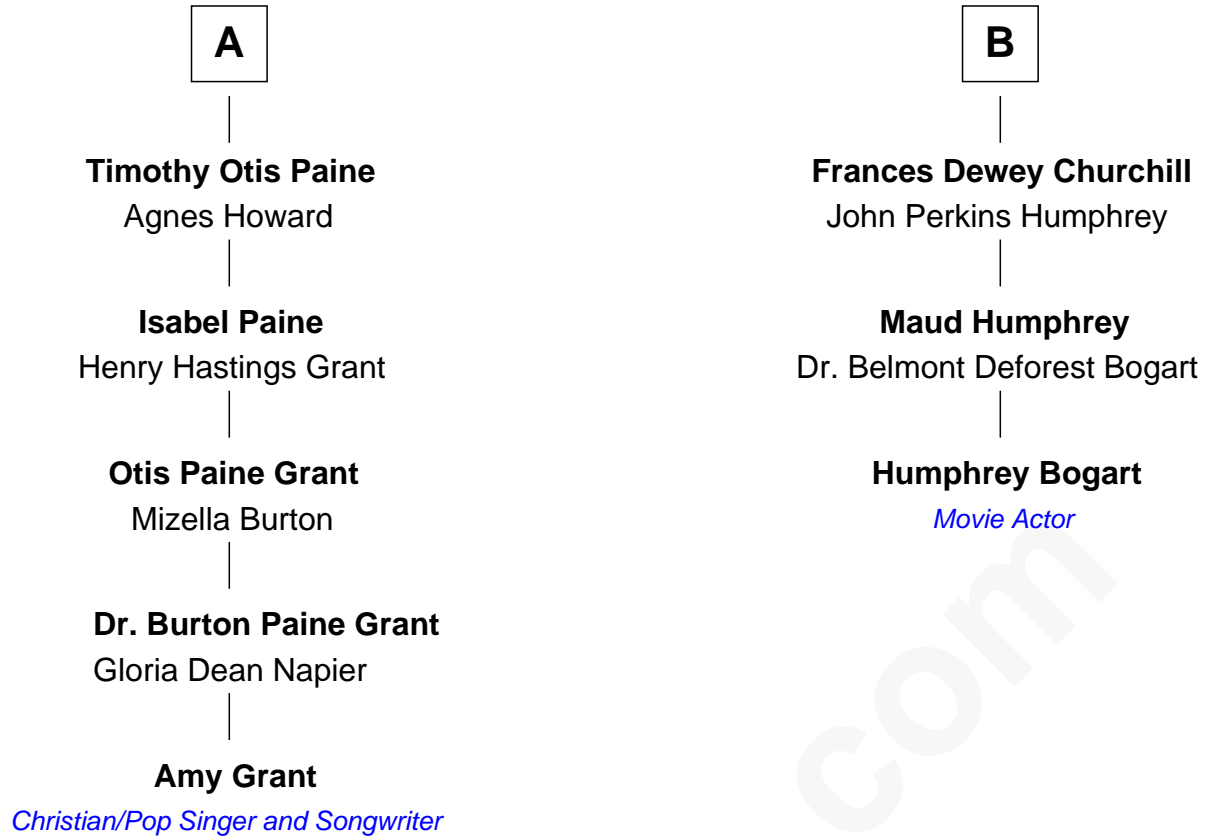 A
Timothy Otis Paine
Agnes Howard
Isabel Paine
Henry Hastings Grant
Otis Paine Grant
Mizella Burton
Dr. Burton Paine Grant
Gloria Dean Napier
Amy Grant
Christian/Pop Singer and Songwriter
B
Frances Dewey Churchill
John Perkins Humphrey
Maud Humphrey
Dr. Belmont Deforest Bogart
Humphrey Bogart
Movie Actor
com